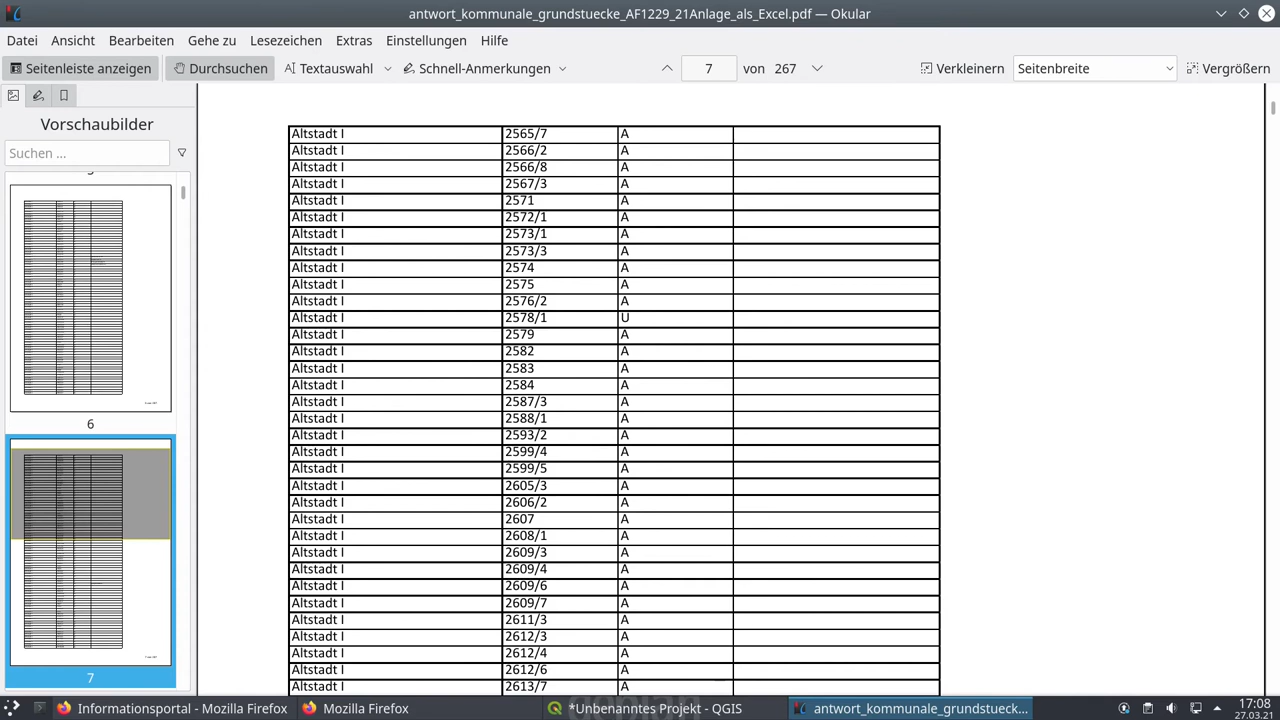 antwort_kommunale_grundstuecke_AF1229_21Anlage_als_Excel.pdf — Okular
Datei Ansicht Bearbeiten Gehe zu Lesezeichen Extras Einstellungen Hilfe
Seitenleiste anzeigen Durchsuchen Textauswahl Schnell-Anmerkungen 7 von 267 Verkleinern Seitenbreite Vergrößern
Vorschaubilder
Suchen ...
6
7
Altstadt I 2565/7 A
Altstadt I 2566/2 A
Altstadt I 2566/8 A
Altstadt I 2567/3 A
Altstadt I 2571 A
Altstadt I 2572/1 A
Altstadt I 2573/1 A
Altstadt I 2573/3 A
Altstadt I 2574 A
Altstadt I 2575 A
Altstadt I 2576/2 A
Altstadt I 2578/1 U
Altstadt I 2579 A
Altstadt I 2582 A
Altstadt I 2583 A
Altstadt I 2584 A
Altstadt I 2587/3 A
Altstadt I 2588/1 A
Altstadt I 2593/2 A
Altstadt I 2599/4 A
Altstadt I 2599/5 A
Altstadt I 2605/3 A
Altstadt I 2606/2 A
Altstadt I 2607 A
Altstadt I 2608/1 A
Altstadt I 2609/3 A
Altstadt I 2609/4 A
Altstadt I 2609/6 A
Altstadt I 2609/7 A
Altstadt I 2611/3 A
Altstadt I 2612/3 A
Altstadt I 2612/4 A
Altstadt I 2612/6 A
Altstadt I 2613/7 A
Informationsportal - Mozilla Firefox Mozilla Firefox *Unbenanntes Projekt - QGIS antwort_kommunale_grundstueck... 17:08
27.03.21